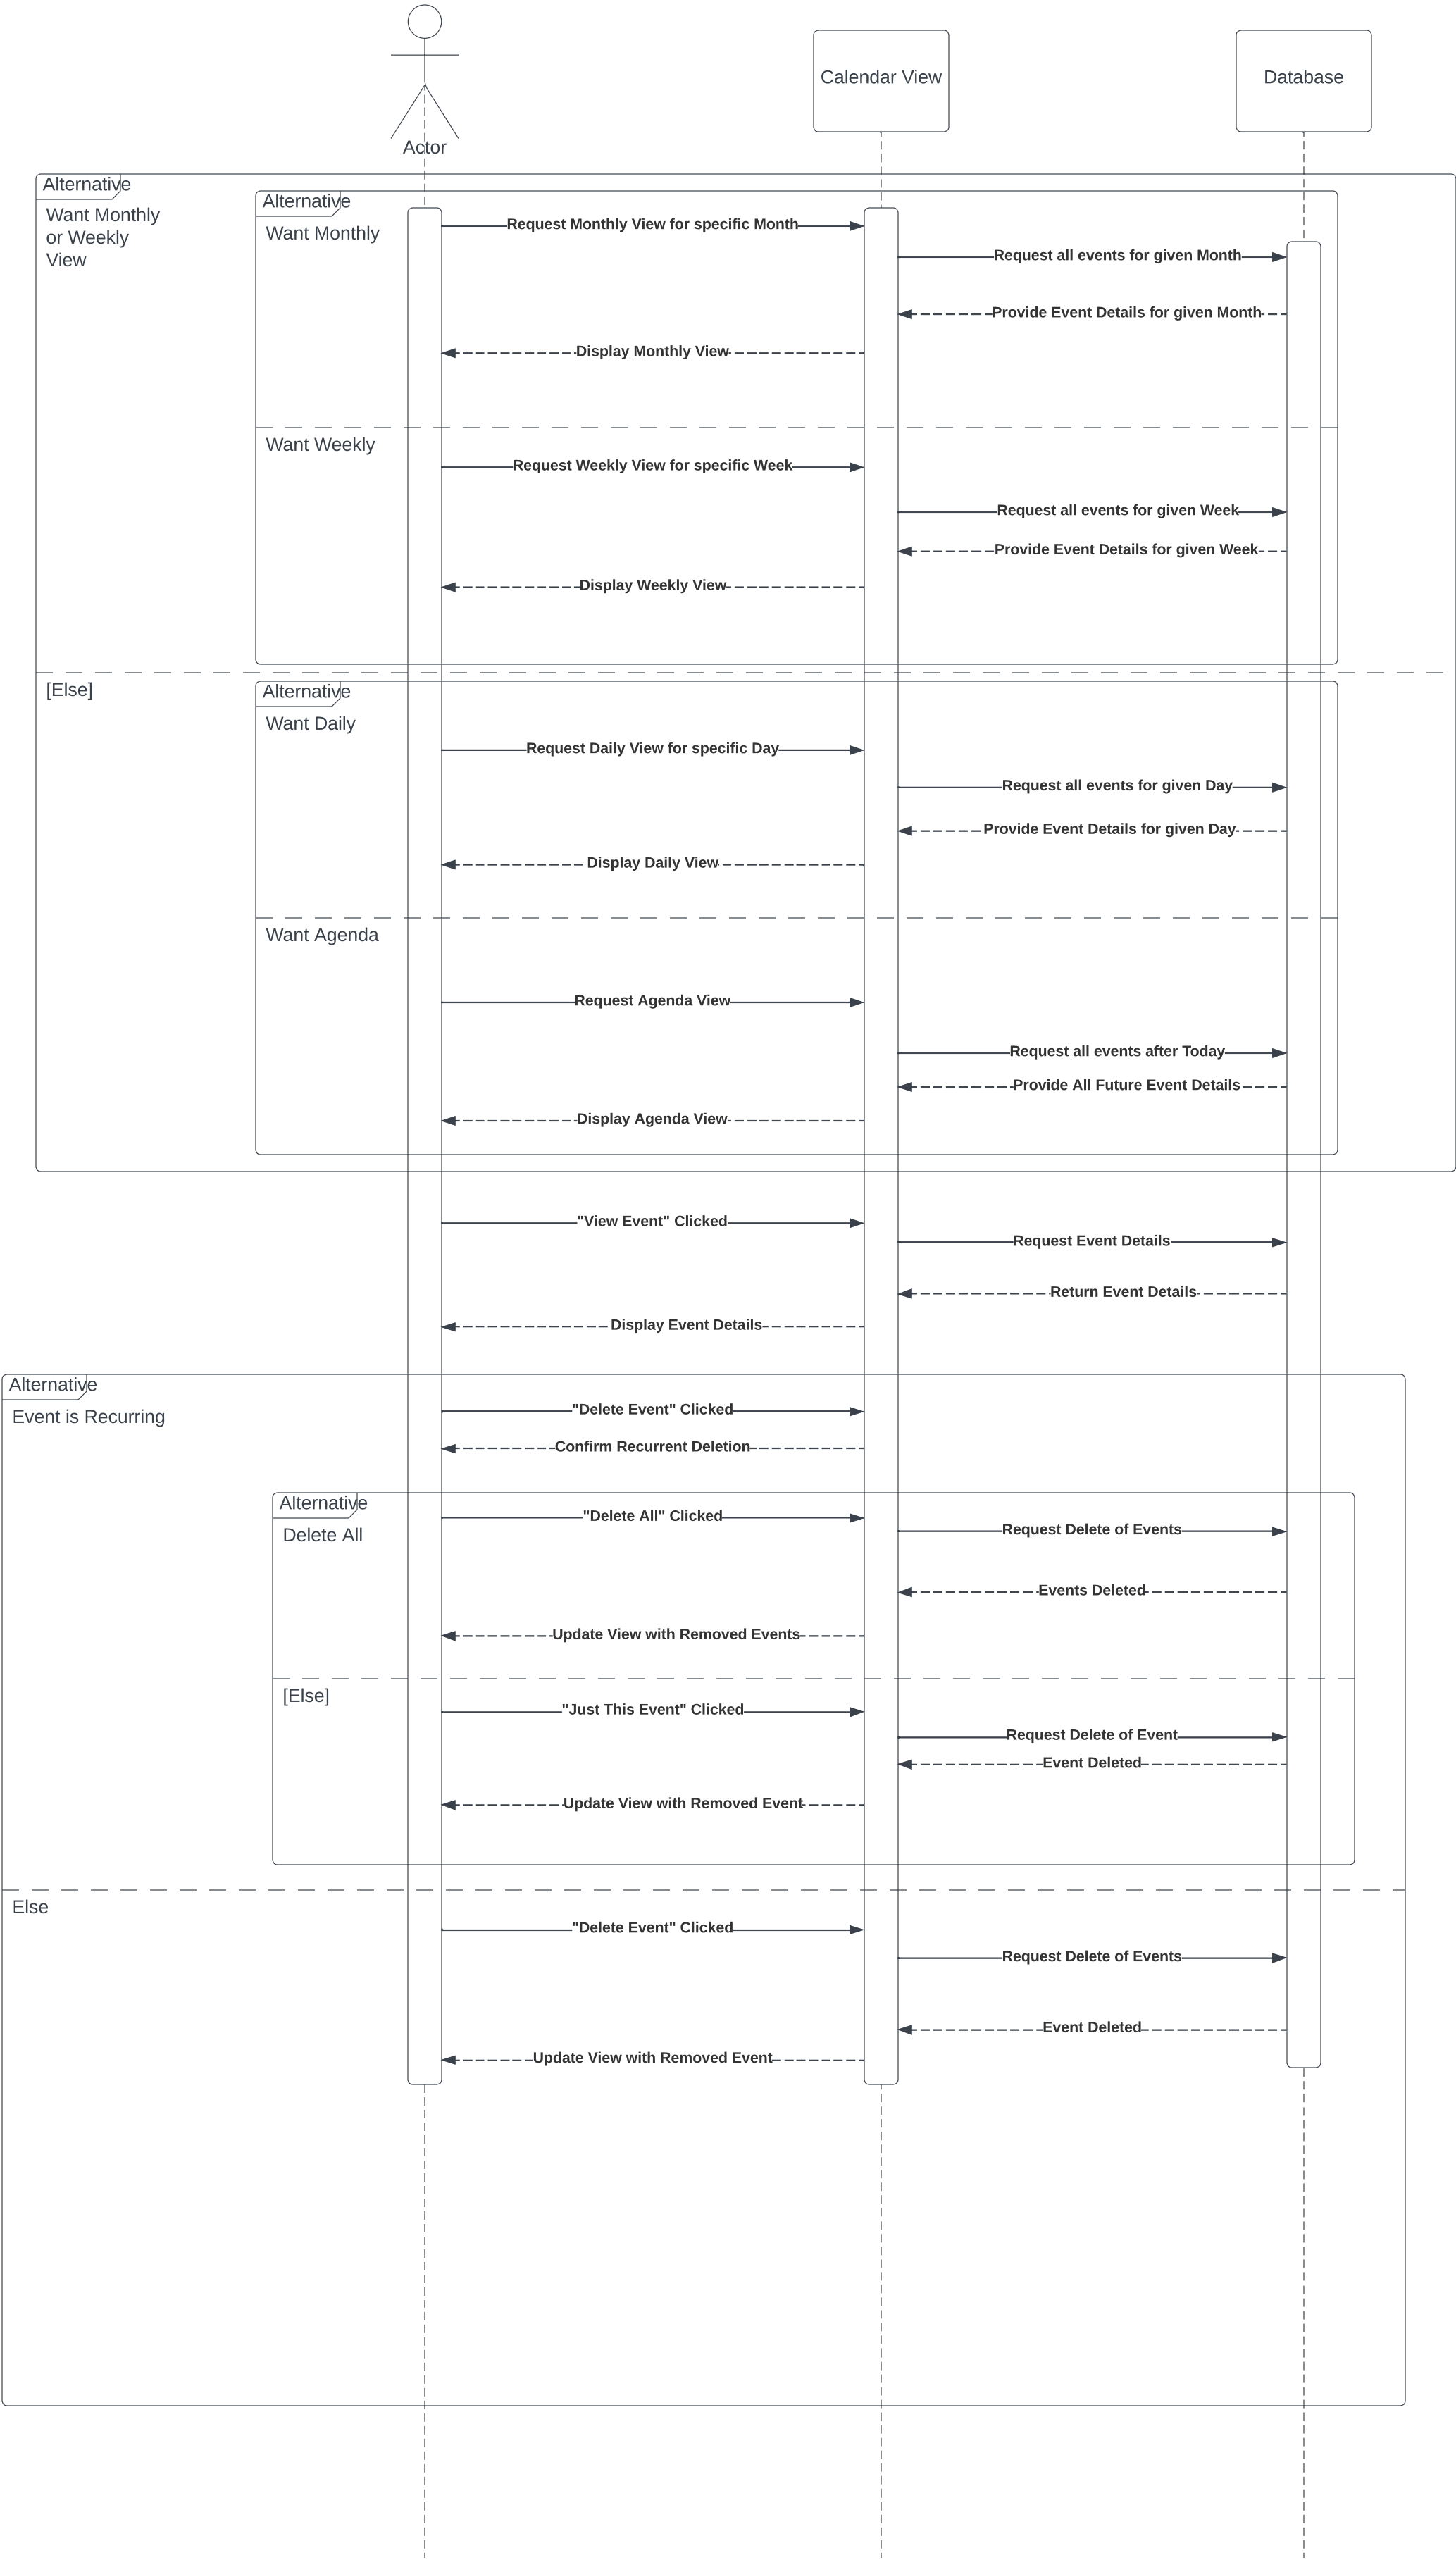 Actor
Calendar View
Database
Alternative
Want Monthly
or Weekly
View
Alternative
Want Monthly
Request Monthly View for specific Month
Request all events for given Month
Provide Event Details for given Month
Display Monthly View
Want Weekly
Request Weekly View for specific Week
Request all events for given Week
Provide Event Details for given Week
Display Weekly View
[Else]
Alternative
Want Daily
Request Daily View for specific Day
Request all events for given Day
Provide Event Details for given Day
Display Daily View
Want Agenda
Request Agenda View
Request all events after Today
Provide All Future Event Details
Display Agenda View
"View Event" Clicked
Request Event Details
Return Event Details
Display Event Details
Alternative
Event is Recurring
"Delete Event" Clicked
Confirm Recurrent Deletion
Alternative
Delete All
"Delete All" Clicked
Request Delete of Events
Events Deleted
Update View with Removed Events
[Else]
"Just This Event" Clicked
Request Delete of Event
Event Deleted
Update View with Removed Event
Else
"Delete Event" Clicked
Request Delete of Events
Event Deleted
Update View with Removed Event